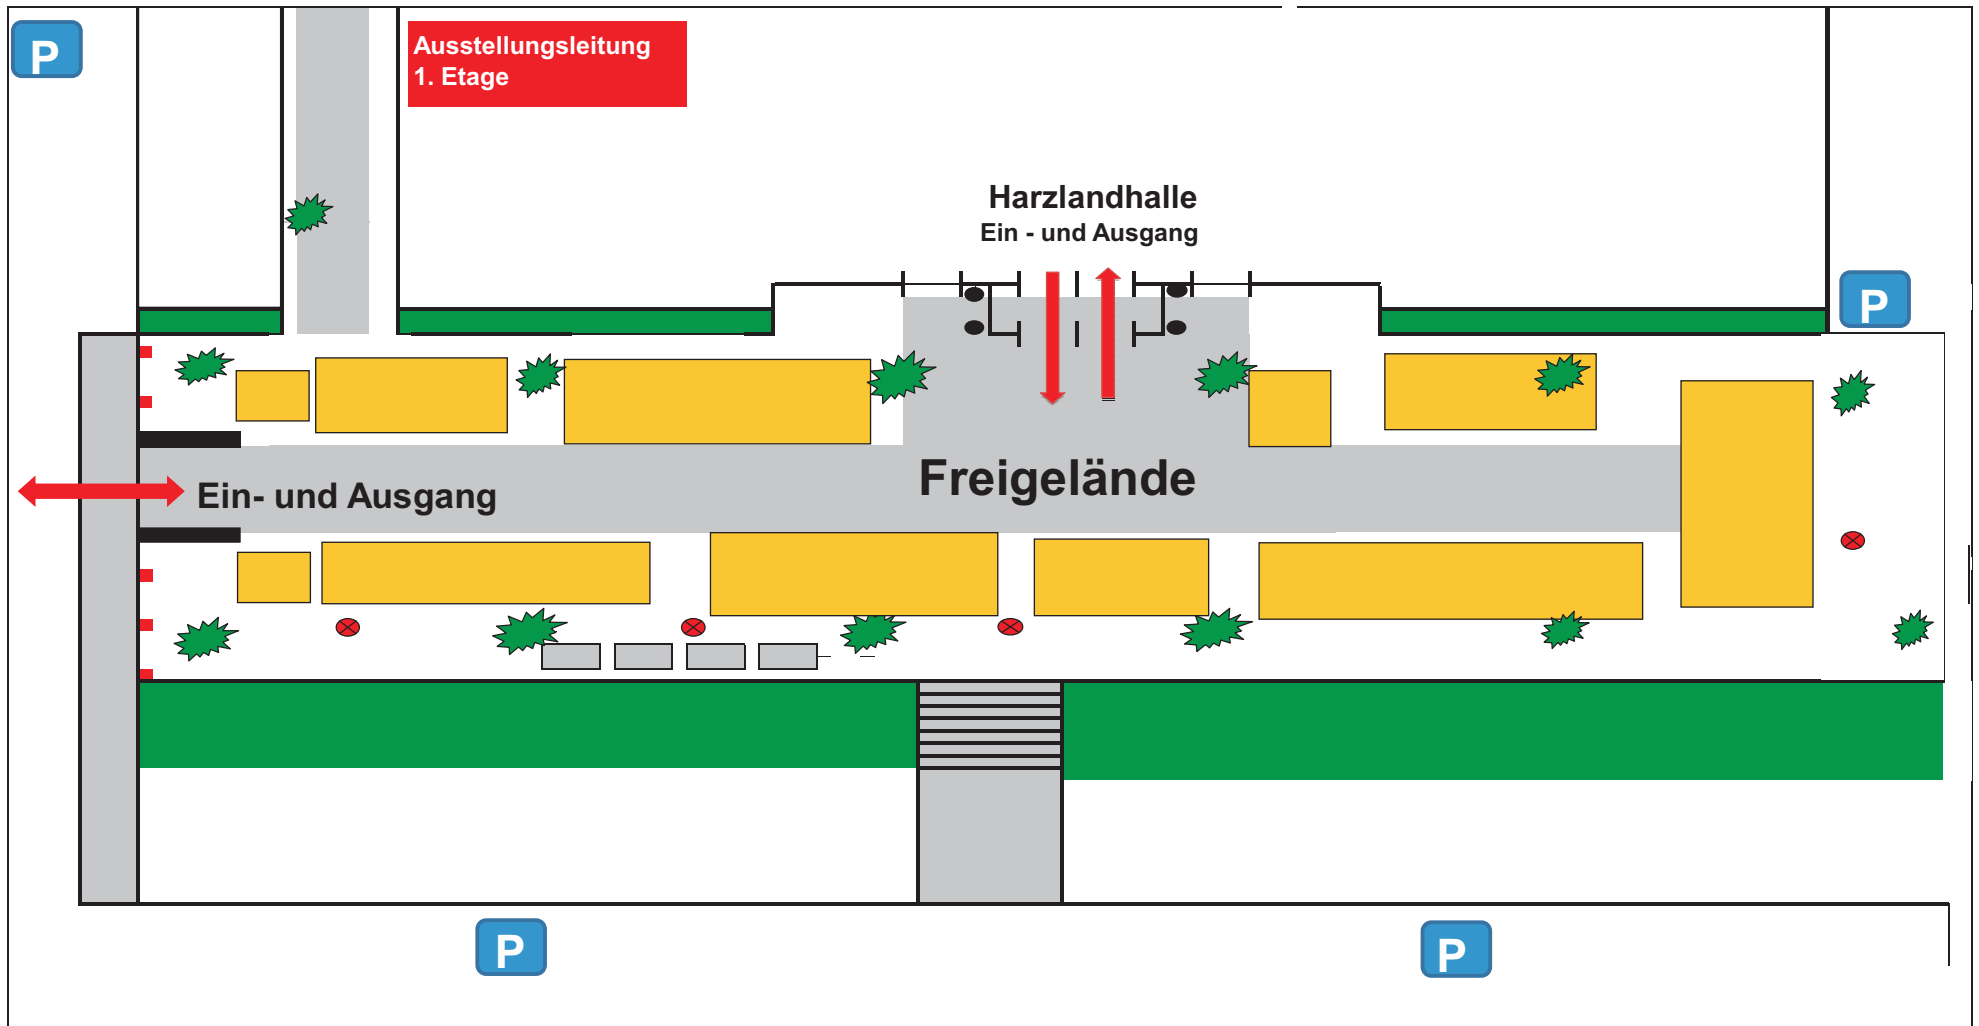 P
Ausstellungsleitung
1. Etage
Harzlandhalle
Ein - und Ausgang
P
Freigelände
Ein- und Ausgang
P
P